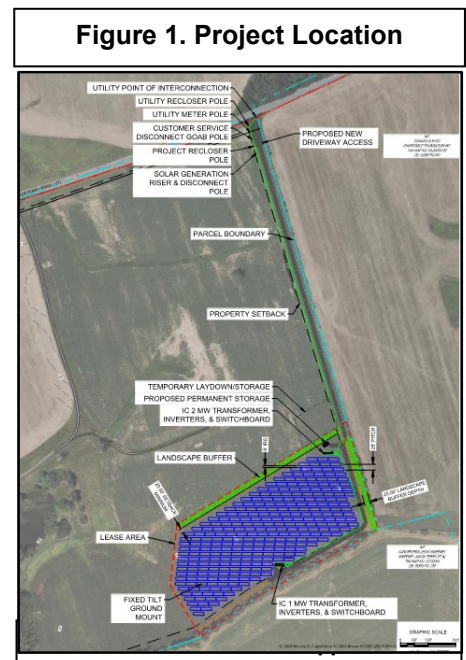 Figure 1. Project Location
UTILITY POINT OF INTERCONNECTION
UTILITY RECLOSER POLE
UTILITY METER POLE
CUSTOMER SERVICE
DISCONNECT GOAB POLE
PROJECT RECLOSER
POLE
SOLAR GENERATION
RISER & DISCONNECT
POLE
PROPOSED NEW
DRIVEWAY ACCESS
PARCEL BOUNDARY
PROPERTY SETBACK
TEMPORARY LAYDOWN/STORAGE
PROPOSED PERMANENT STORAGE
IC 2 MW TRANSFORMER,
INVERTERS, & SWITCHBOARD
LANDSCAPE BUFFER
LANDSCAPE
BUFFER DEPTH
LEASE AREA
FIXED TILT
GROUND
MOUNT
IC 1 MW TRANSFORMER,
INVERTERS, & SWITCHBOARD
GRAPHIC SCALE